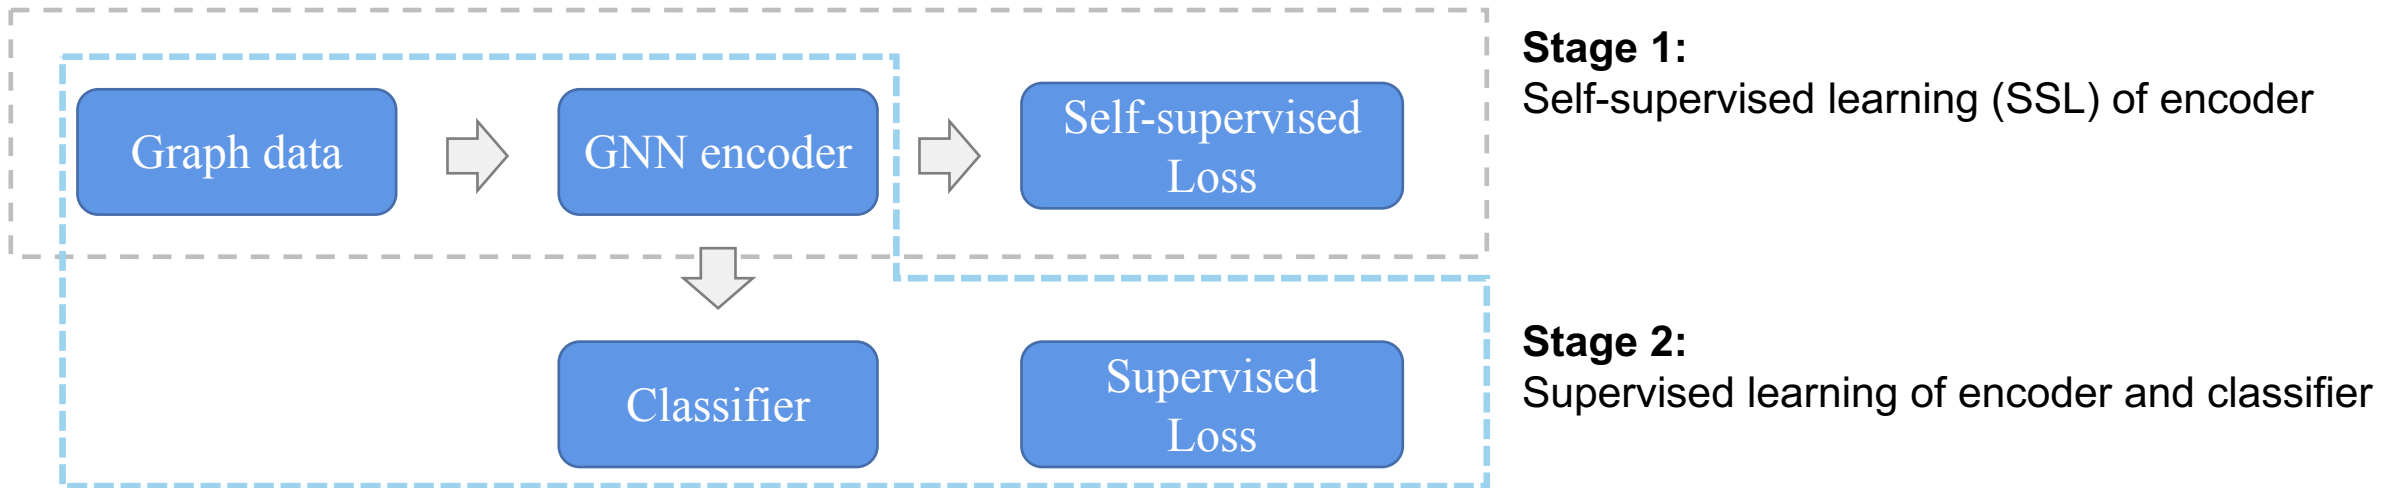 Graph data
GNN encoder
Self-supervised
Loss
Stage 1:
Self-supervised learning (SSL) of encoder
Classifier
Supervised
Loss
Stage 2:
Supervised learning of encoder and classifier